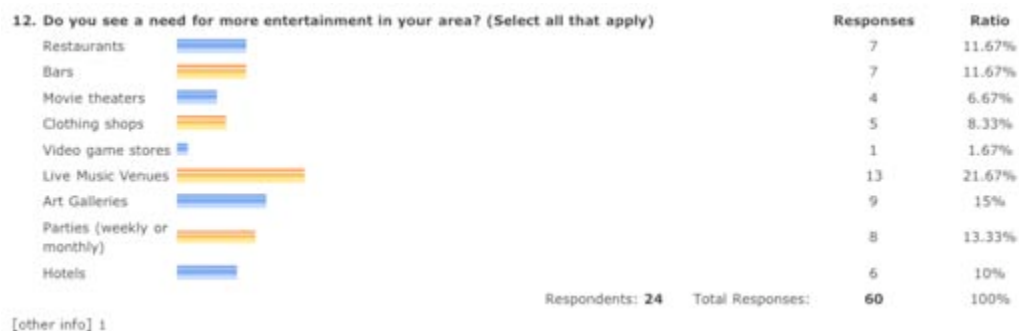 12. Do you see a need for more entertainment in your area? (Select all that apply) Responses Ratio
Restaurants 7 11.67%
Bars 7 11.67%
Movie theaters 4 6.67%
Clothing shops 5 8.33%
Video game stores 1 1.67%
Live Music Venues 13 21.67%
Art Galleries 9 15%
Parties (weekly or
monthly) 8 13.33%
Hotels 6 10%
Respondents: 24 Total Responses: 60 100%
[other info] 1